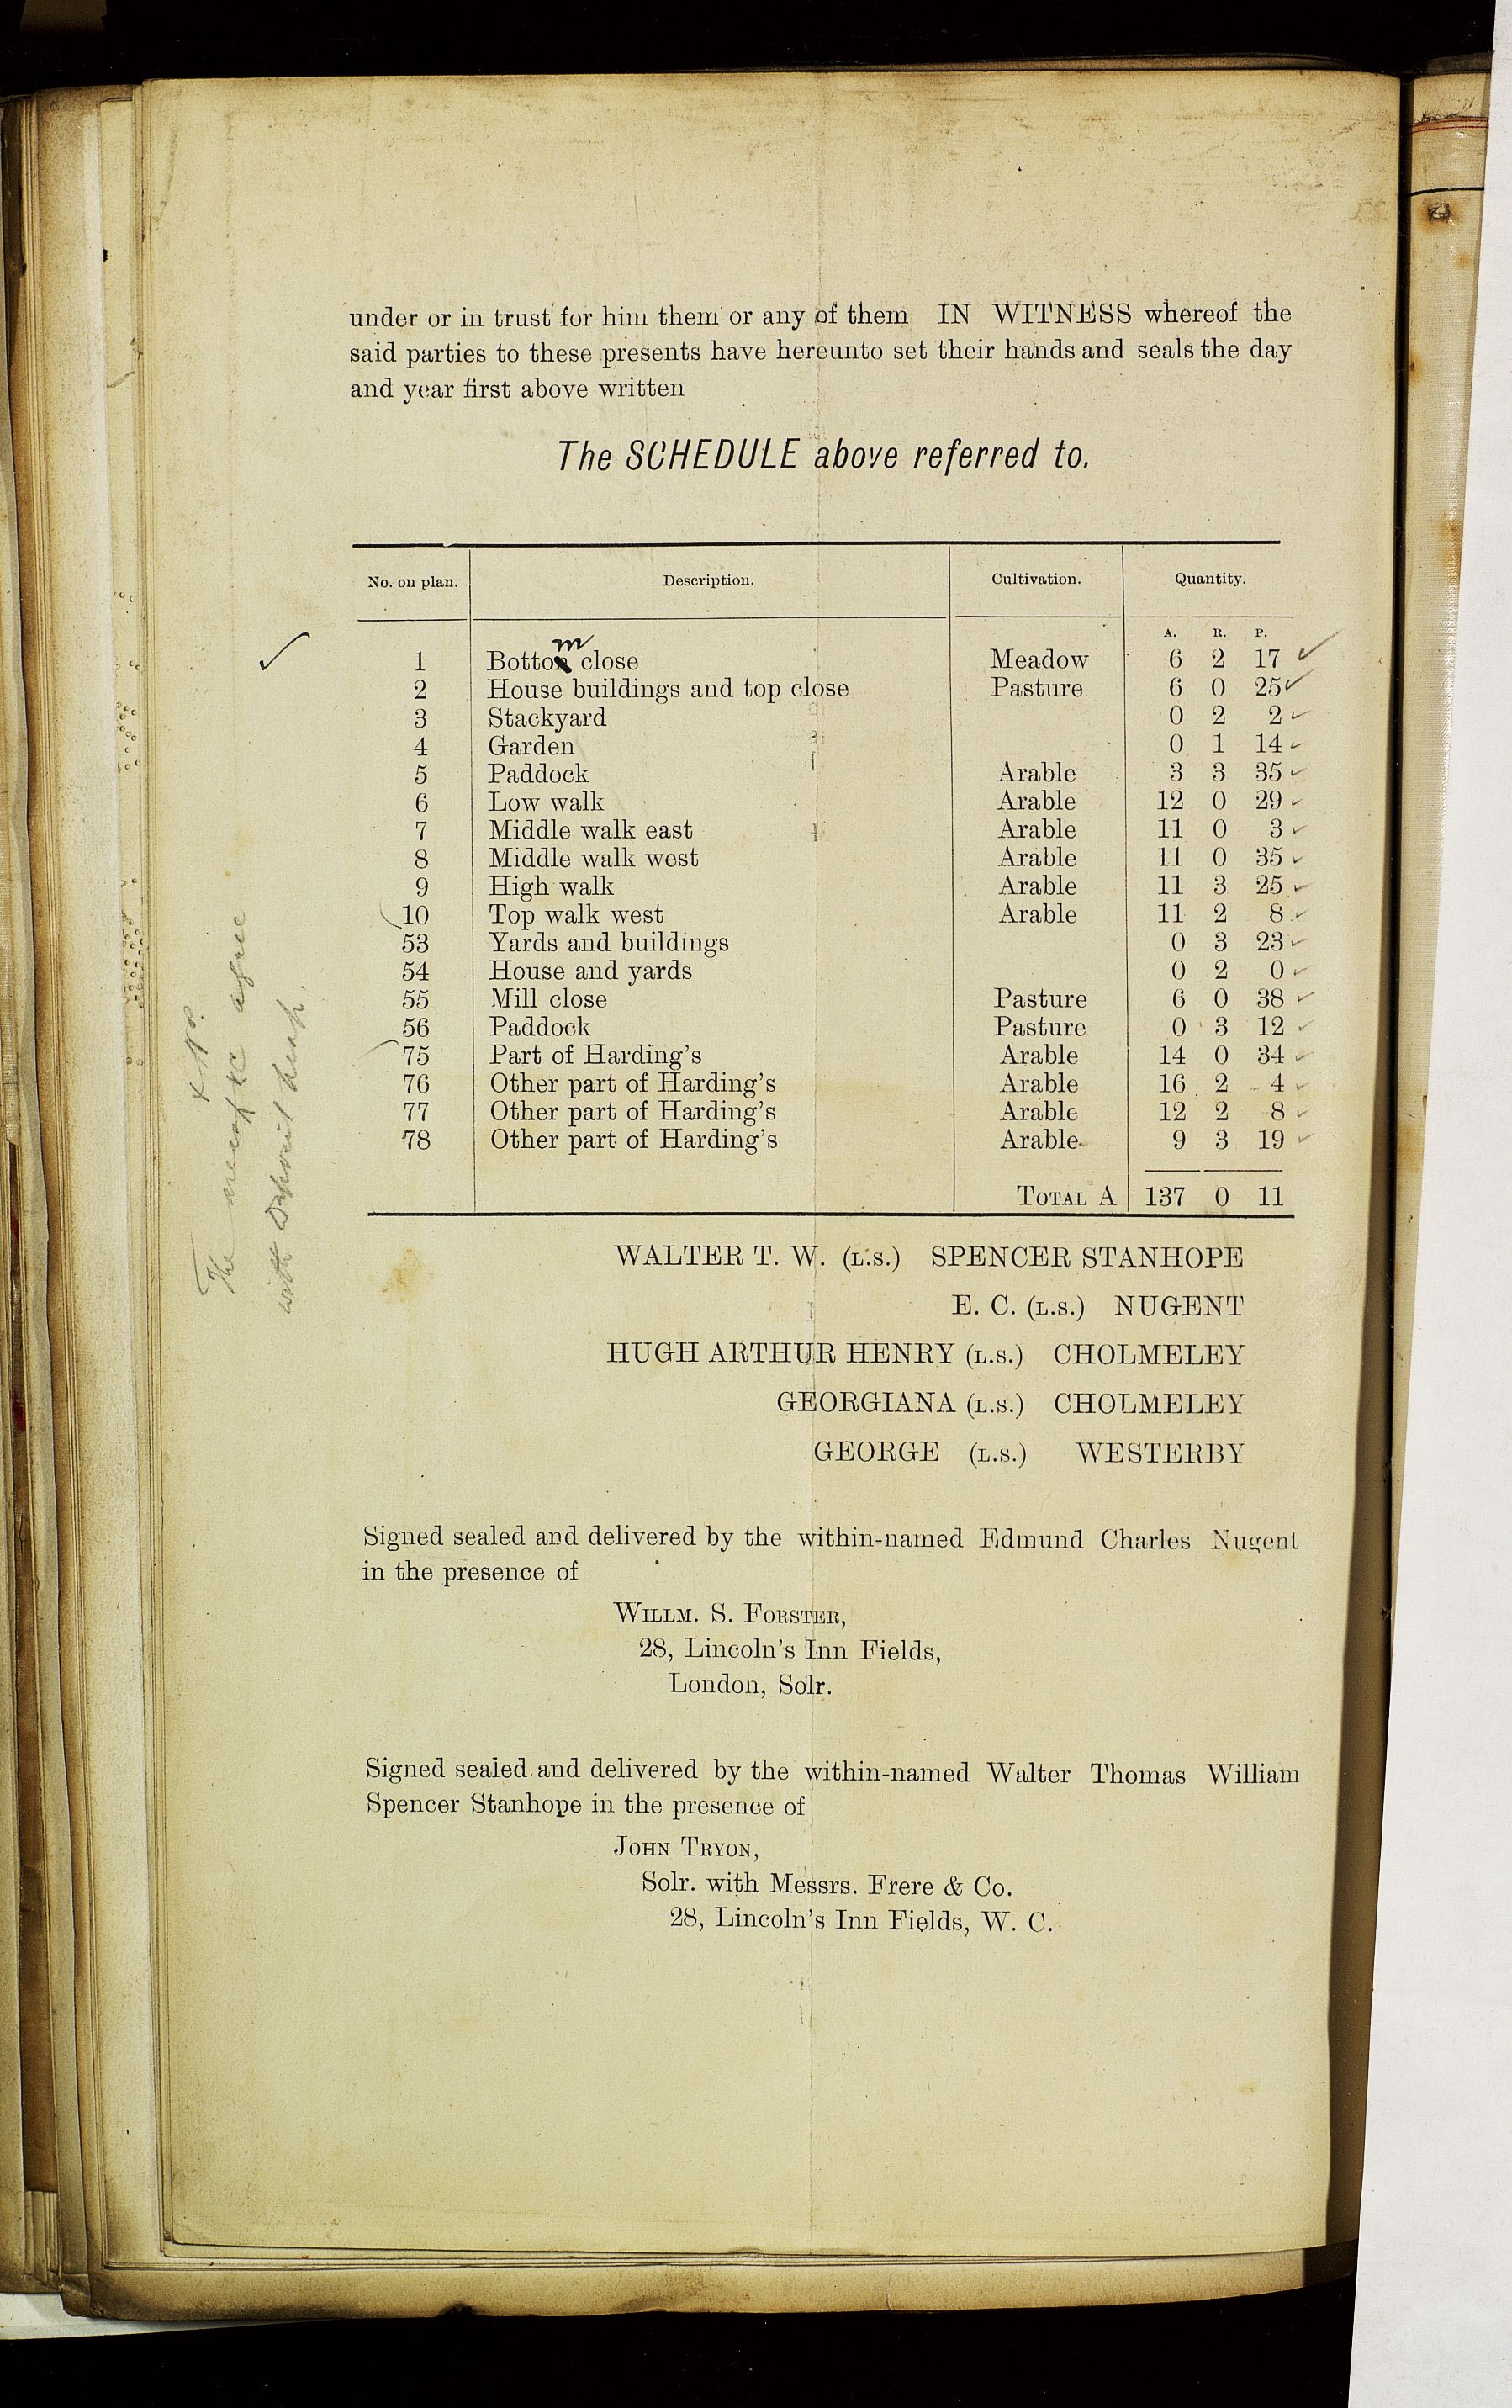 under or in trust for him them or any of them IN WITNESS whereof the
said parties to these presents have hereunto set their hands and seals the day
and year first above written
The SCHEDULE above referred to.
No. on plan. Description. Cultivation. Quantity.
A. R. P.
m
1 Botton close Meadow 6 2 17
2 House buildings and top close Pasture 6 0 25
3 Stackyard 0 2 2
4 Garden 0 1 14
5 Paddock Arable 3 3 35
6 Low walk Arable 12 0 29
7 Middle walk east Arable 11 0 3
8 Middle walk west Arable 11 0 35
9 High walk Arable 11 3 25
10 Top walk west Arable 11 2 8
53 Yards and buildings 0 3 23
54 House and yards 0 2 0
55 Mill close Pasture 6 0 38
56 Paddock Pasture 0 3 12
75 Part of Harding's Arable 14 0 34
76 Other part of Harding's Arable 16 2 4
77 Other part of Harding's Arable 12 2 8
78 Other part of Harding's Arable 9 3 19
TOTAL A 137 0 11
The agree
with
WALTER T. W. (L.S.) SPENCER STANHOPE
E. C. (L.S.) NUGENT
HUGH ARTHUR HENRY (L.S.) CHOLMELEY
GEORGIANA (L.S.) CHOLMELEY
GEORGE (L.S.) WESTERBY
Signed sealed and delivered by the within-named Edmund Charles Nugent
in the presence of
WILLM. S. FORSTER,
28, Lincoln's Inn Fields,
London, Solr.
Signed sealed and delivered by the within-named Walter Thomas William
Spencer Stanhope in the presence of
JOHN TRYON,
Solr. with Messrs. Frere & Co.
28, Lincoln's Inn Fields, W. C.